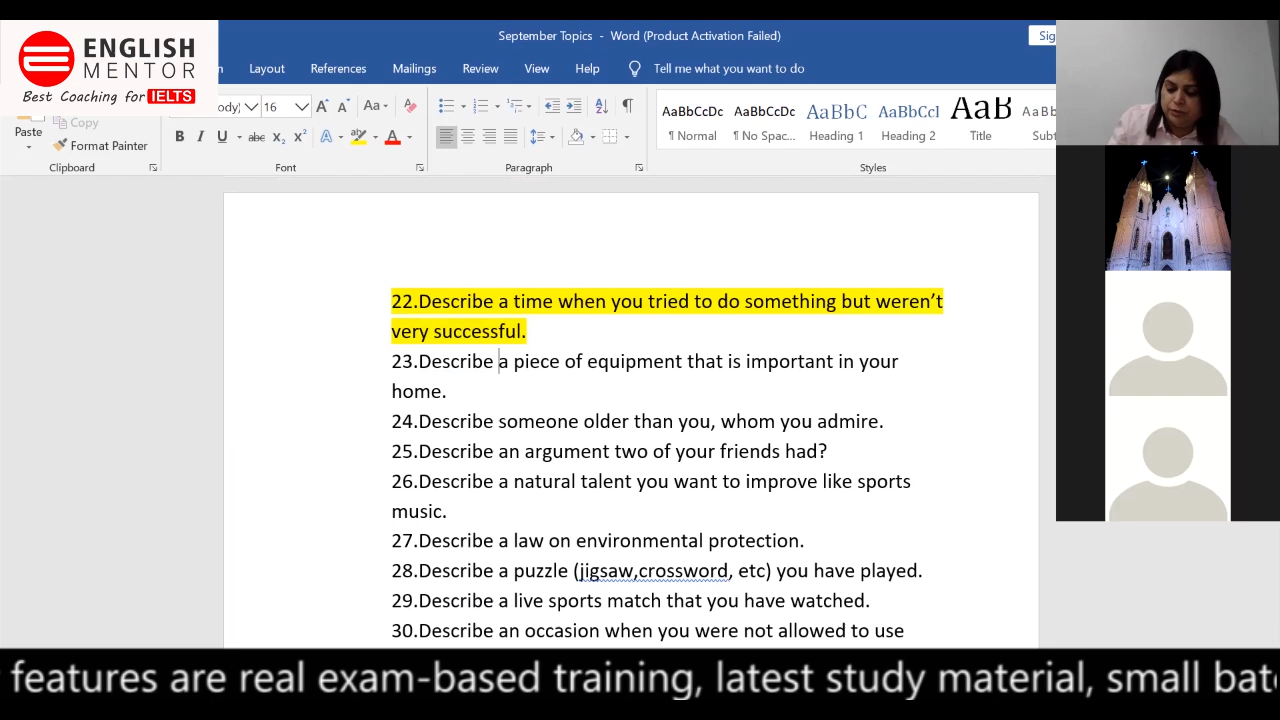 ENGLISH
MENTOR
Best Coaching for IELTS
September Topics - Word (Product Activation Failed)
Layout References Mailings Review View Help Tell me what you want to do
16 Aa
Paste
Copy
Format Painter
B I U abc x₂ x² A A
AaBbCcDc AaBbCcDc AaBbC AaBbCcI AaB
¶ Normal ¶ No Spac... Heading 1 Heading 2 Title
Clipboard Font Paragraph Styles
22.Describe a time when you tried to do something but weren’t
very successful.
23.Describe a piece of equipment that is important in your
home.
24.Describe someone older than you, whom you admire.
25.Describe an argument two of your friends had?
26.Describe a natural talent you want to improve like sports
music.
27.Describe a law on environmental protection.
28.Describe a puzzle (jigsaw,crossword, etc) you have played.
29.Describe a live sports match that you have watched.
30.Describe an occasion when you were not allowed to use
features are real exam-based training, latest study material, small